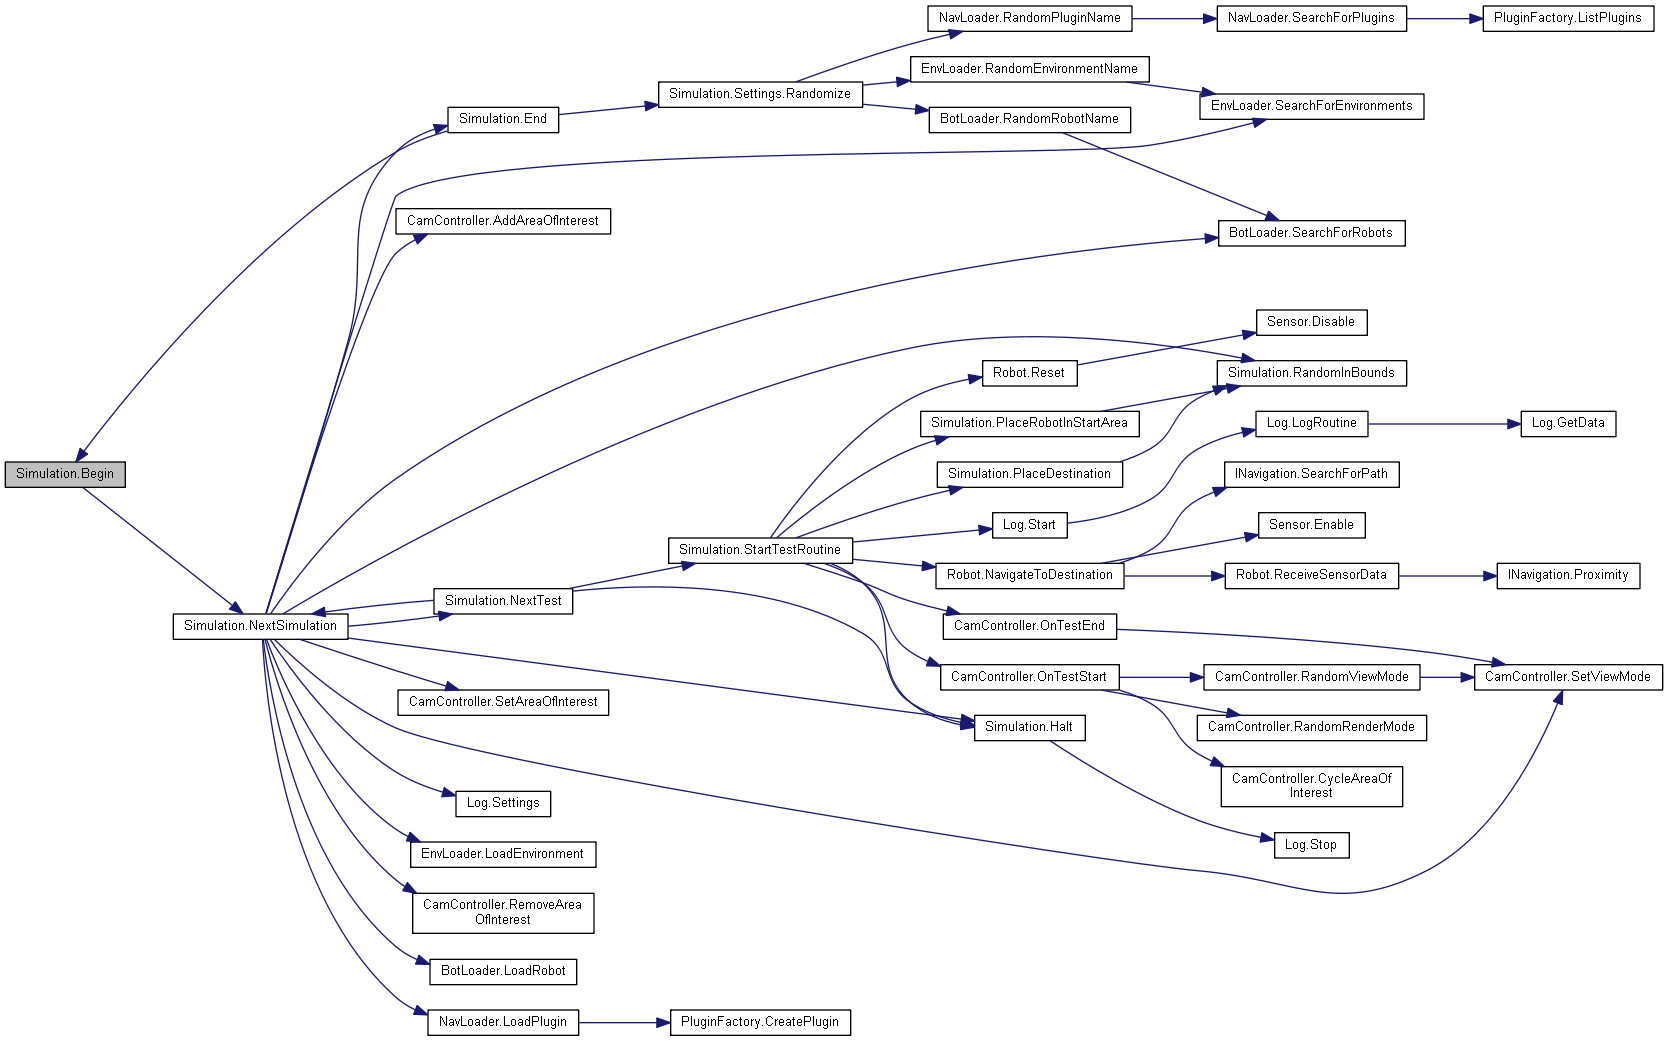 NavLoader.RandomPluginName
NavLoader.SearchForPlugins
PluginFactory.ListPlugins
EnvLoader.RandomEnvironmentName
Simulation.Settings.Randomize
EnvLoader.SearchForEnvironments
Simulation.End
BotLoader.RandomRobotName
CamController.AddAreaOfInterest
BotLoader.SearchForRobots
Sensor.Disable
Robot.Reset
Simulation.RandomInBounds
Simulation.PlaceRobotInStartArea
Log.LogRoutine
Log.GetData
Simulation.Begin
Simulation.PlaceDestination
INavigation.SearchForPath
Log.Start
Sensor.Enable
Simulation.StartTestRoutine
Robot.NavigateToDestination
Robot.ReceiveSensorData
INavigation.Proximity
Simulation.NextTest
Simulation.NextSimulation
CamController.OnTestEnd
CamController.OnTestStart
CamController.RandomViewMode
CamController.SetViewMode
CamController.SetAreaOfInterest
Simulation.Halt
CamController.RandomRenderMode
CamController.CycleAreaOf
Interest
Log.Settings
Log.Stop
EnvLoader.LoadEnvironment
CamController.RemoveArea
OfInterest
BotLoader.LoadRobot
NavLoader.LoadPlugin
PluginFactory.CreatePlugin